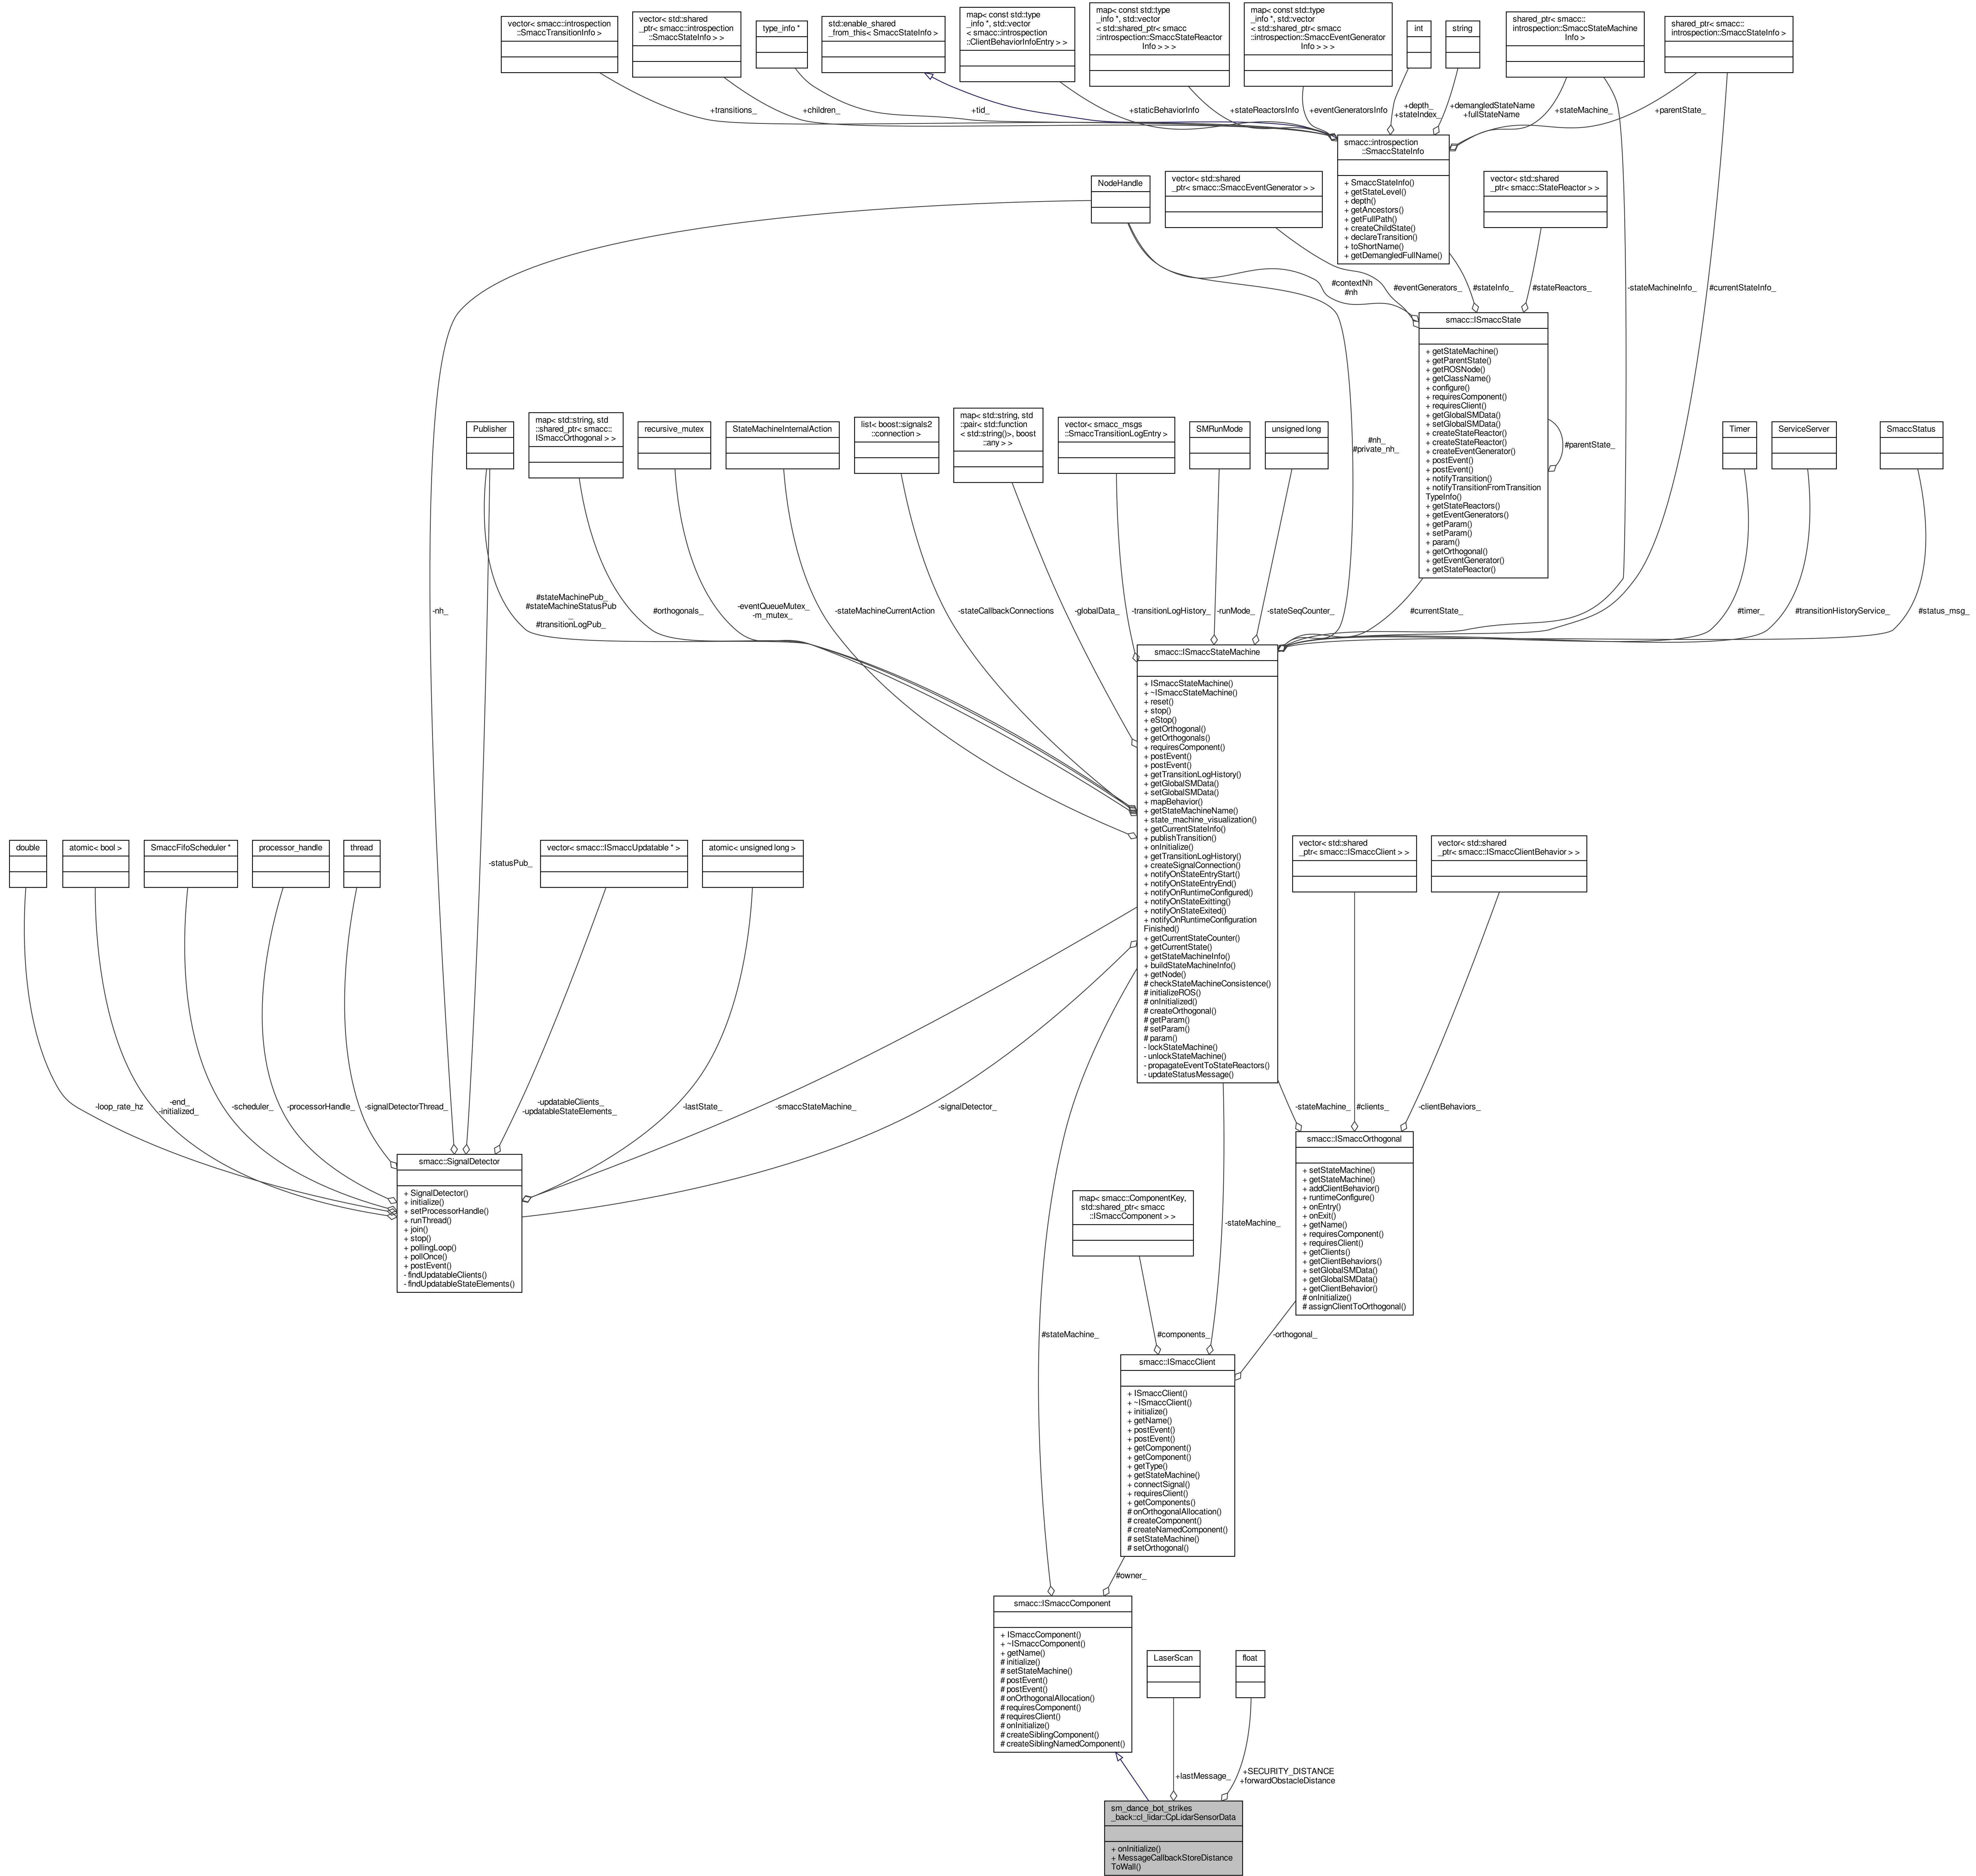 vector< smacc::introspection
::SmaccTransitionInfo >
vector< std::shared
_ptr< smacc::introspection
::SmaccStateInfo > >
type_info *
std::enable_shared
_from_this< SmaccStateInfo >
map< const std::type
_info *, std::vector
< smacc::introspection
::ClientBehaviorInfoEntry > >
map< const std::type
_info *, std::vector
< std::shared_ptr< smacc
::introspection::SmaccStateReactor
Info > > >
map< const std::type
_info *, std::vector
< std::shared_ptr< smacc
::introspection::SmaccEventGenerator
Info > > >
int
string
shared_ptr< smacc::
introspection::SmaccStateMachine
Info >
shared_ptr< smacc::
introspection::SmaccStateInfo >
+transitions_
+children_
+tid_
+staticBehaviorInfo
+stateReactorsInfo
+eventGeneratorsInfo
+depth_
+stateIndex_
+demangledStateName
+fullStateName
+stateMachine_
+parentState_
smacc::introspection
::SmaccStateInfo
+ SmaccStateInfo()
+ getStateLevel()
+ depth()
+ getAncestors()
+ getFullPath()
+ createChildState()
+ declareTransition()
+ toShortName()
+ getDemangledFullName()
NodeHandle
vector< std::shared
_ptr< smacc::SmaccEventGenerator > >
vector< std::shared
_ptr< smacc::StateReactor > >
#contextNh
#nh
#eventGenerators_
#stateInfo_
#stateReactors_
-stateMachineInfo_
#currentStateInfo_
smacc::ISmaccState
+ getStateMachine()
+ getParentState()
+ getROSNode()
+ getClassName()
+ configure()
+ requiresComponent()
+ requiresClient()
+ getGlobalSMData()
+ setGlobalSMData()
+ createStateReactor()
+ createStateReactor()
+ createEventGenerator()
+ postEvent()
+ postEvent()
+ notifyTransition()
+ notifyTransitionFromTransition
TypeInfo()
+ getStateReactors()
+ getEventGenerators()
+ getParam()
+ setParam()
+ param()
+ getOrthogonal()
+ getEventGenerator()
+ getStateReactor()
#parentState_
Publisher
map< std::string, std
::shared_ptr< smacc::
ISmaccOrthogonal > >
recursive_mutex
StateMachineInternalAction
list< boost::signals2
::connection >
map< std::string, std
::pair< std::function
< std::string()>, boost
::any > >
vector< smacc_msgs
::SmaccTransitionLogEntry >
SMRunMode
unsigned long
#nh_
#private_nh_
Timer
ServiceServer
SmaccStatus
-nh_
#stateMachinePub_
#stateMachineStatusPub
_
#transitionLogPub_
#orthogonals_
-eventQueueMutex_
-m_mutex_
-stateMachineCurrentAction
-stateCallbackConnections
-globalData_
-transitionLogHistory_
-runMode_
-stateSeqCounter_
#currentState_
#timer_
#transitionHistoryService_
#status_msg_
smacc::ISmaccStateMachine
+ ISmaccStateMachine()
+ ~ISmaccStateMachine()
+ reset()
+ stop()
+ eStop()
+ getOrthogonal()
+ getOrthogonals()
+ requiresComponent()
+ postEvent()
+ postEvent()
+ getTransitionLogHistory()
+ getGlobalSMData()
+ setGlobalSMData()
+ mapBehavior()
+ getStateMachineName()
+ state_machine_visualization()
+ getCurrentStateInfo()
+ publishTransition()
+ onInitialize()
+ getTransitionLogHistory()
+ createSignalConnection()
+ notifyOnStateEntryStart()
+ notifyOnStateEntryEnd()
+ notifyOnRuntimeConfigured()
+ notifyOnStateExitting()
+ notifyOnStateExited()
+ notifyOnRuntimeConfiguration
Finished()
+ getCurrentStateCounter()
+ getCurrentState()
+ getStateMachineInfo()
+ buildStateMachineInfo()
+ getNode()
# checkStateMachineConsistence()
# initializeROS()
# onInitialized()
# createOrthogonal()
# getParam()
# setParam()
# param()
- lockStateMachine()
- unlockStateMachine()
- propagateEventToStateReactors()
- updateStatusMessage()
double
atomic< bool >
SmaccFifoScheduler *
processor_handle
thread
-statusPub_
vector< smacc::ISmaccUpdatable * >
atomic< unsigned long >
vector< std::shared
_ptr< smacc::ISmaccClient > >
vector< std::shared
_ptr< smacc::ISmaccClientBehavior > >
-loop_rate_hz
-end_
-initialized_
-scheduler_
-processorHandle_
-signalDetectorThread_
-updatableClients_
-updatableStateElements_
-lastState_
-smaccStateMachine_
-signalDetector_
-stateMachine_
#clients_
-clientBehaviors_
smacc::SignalDetector
+ SignalDetector()
+ initialize()
+ setProcessorHandle()
+ runThread()
+ join()
+ stop()
+ pollingLoop()
+ pollOnce()
+ postEvent()
- findUpdatableClients()
- findUpdatableStateElements()
smacc::ISmaccOrthogonal
+ setStateMachine()
+ getStateMachine()
+ addClientBehavior()
+ runtimeConfigure()
+ onEntry()
+ onExit()
+ getName()
+ requiresComponent()
+ requiresClient()
+ getClients()
+ getClientBehaviors()
+ setGlobalSMData()
+ getGlobalSMData()
+ getClientBehavior()
# onInitialize()
# assignClientToOrthogonal()
map< smacc::ComponentKey,
std::shared_ptr< smacc
::ISmaccComponent > >
-stateMachine_
#stateMachine_
#components_
-orthogonal_
smacc::ISmaccClient
+ ISmaccClient()
+ ~ISmaccClient()
+ initialize()
+ getName()
+ postEvent()
+ postEvent()
+ getComponent()
+ getComponent()
+ getType()
+ getStateMachine()
+ connectSignal()
+ requiresClient()
+ getComponents()
# onOrthogonalAllocation()
# createComponent()
# createNamedComponent()
# setStateMachine()
# setOrthogonal()
#owner_
smacc::ISmaccComponent
+ ISmaccComponent()
+ ~ISmaccComponent()
+ getName()
# initialize()
# setStateMachine()
# postEvent()
# postEvent()
# onOrthogonalAllocation()
# requiresComponent()
# requiresClient()
# onInitialize()
# createSiblingComponent()
# createSiblingNamedComponent()
LaserScan
float
+lastMessage_
+SECURITY_DISTANCE
+forwardObstacleDistance
sm_dance_bot_strikes
_back::cl_lidar::CpLidarSensorData
+ onInitialize()
+ MessageCallbackStoreDistance
ToWall()